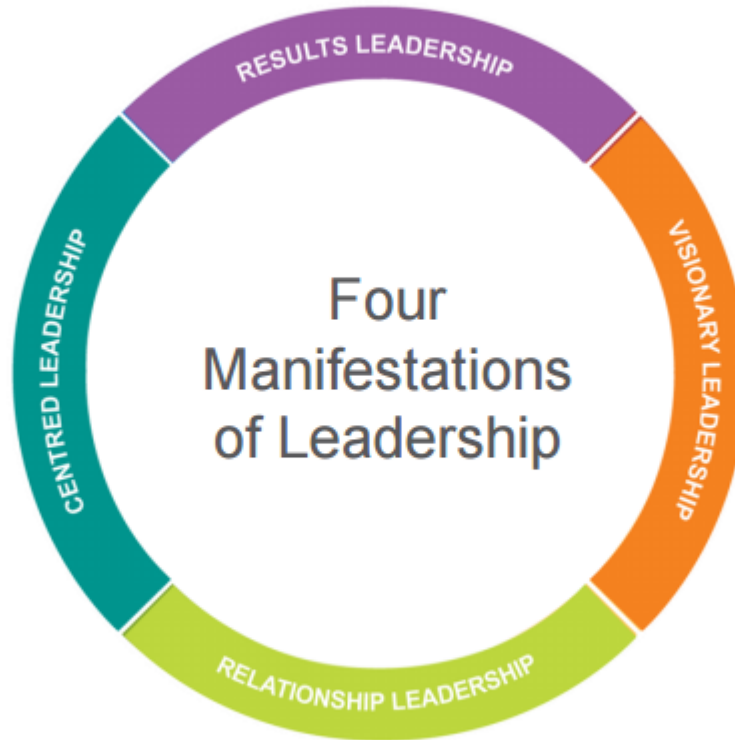 RESULTS LEADERSHIP
VISIONARY LEADERSHIP
Four
Manifestations
of Leadership
CENTRED LEADERSHIP
RELATIONSHIP LEADERSHIP